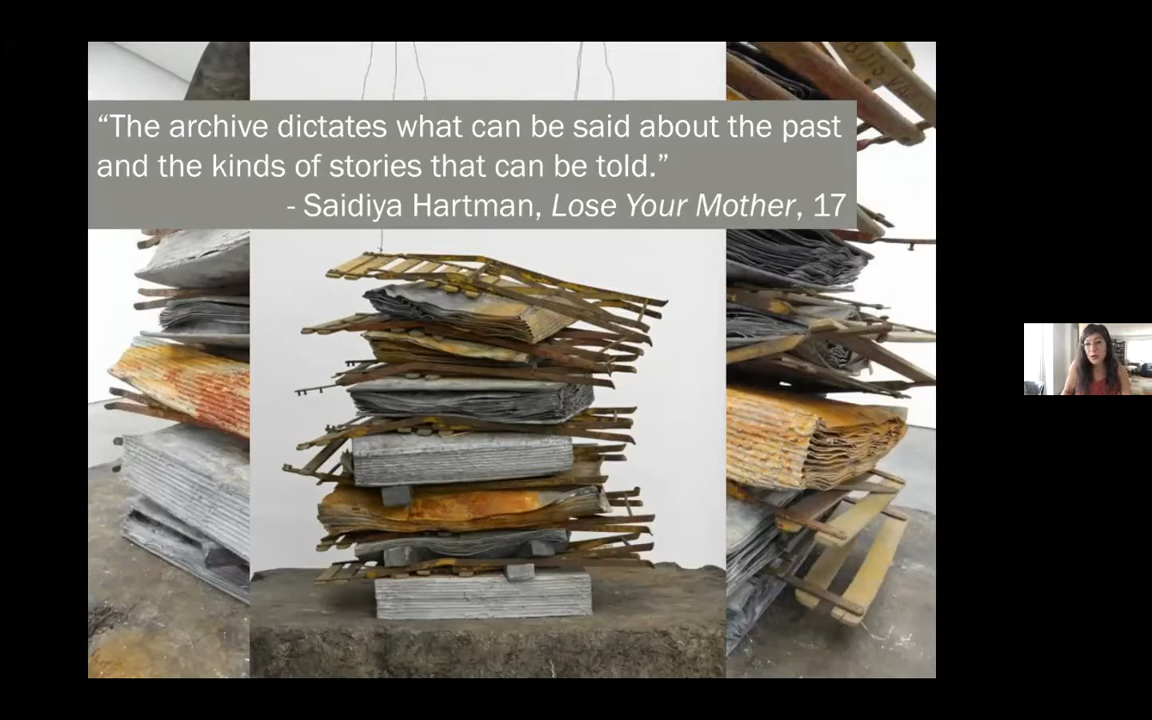 “The archive dictates what can be said about the past
and the kinds of stories that can be told.”
- Saidiya Hartman, Lose Your Mother, 17